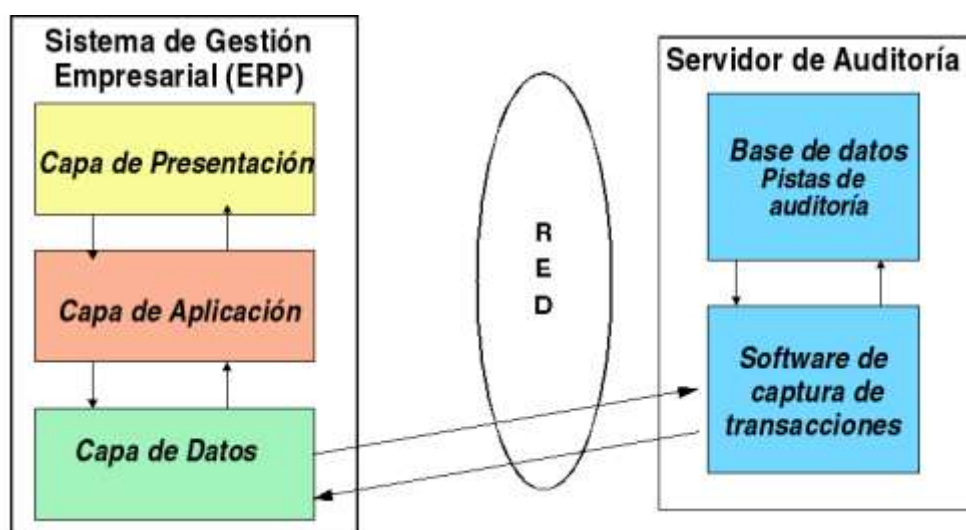 Sistema de Gestión
Empresarial (ERP)
Capa de Presentación
Capa de Aplicación
Capa de Datos
R
E
D
Servidor de Auditoría
Base de datos
Pistas de
auditoría
Software de
captura de
transacciones